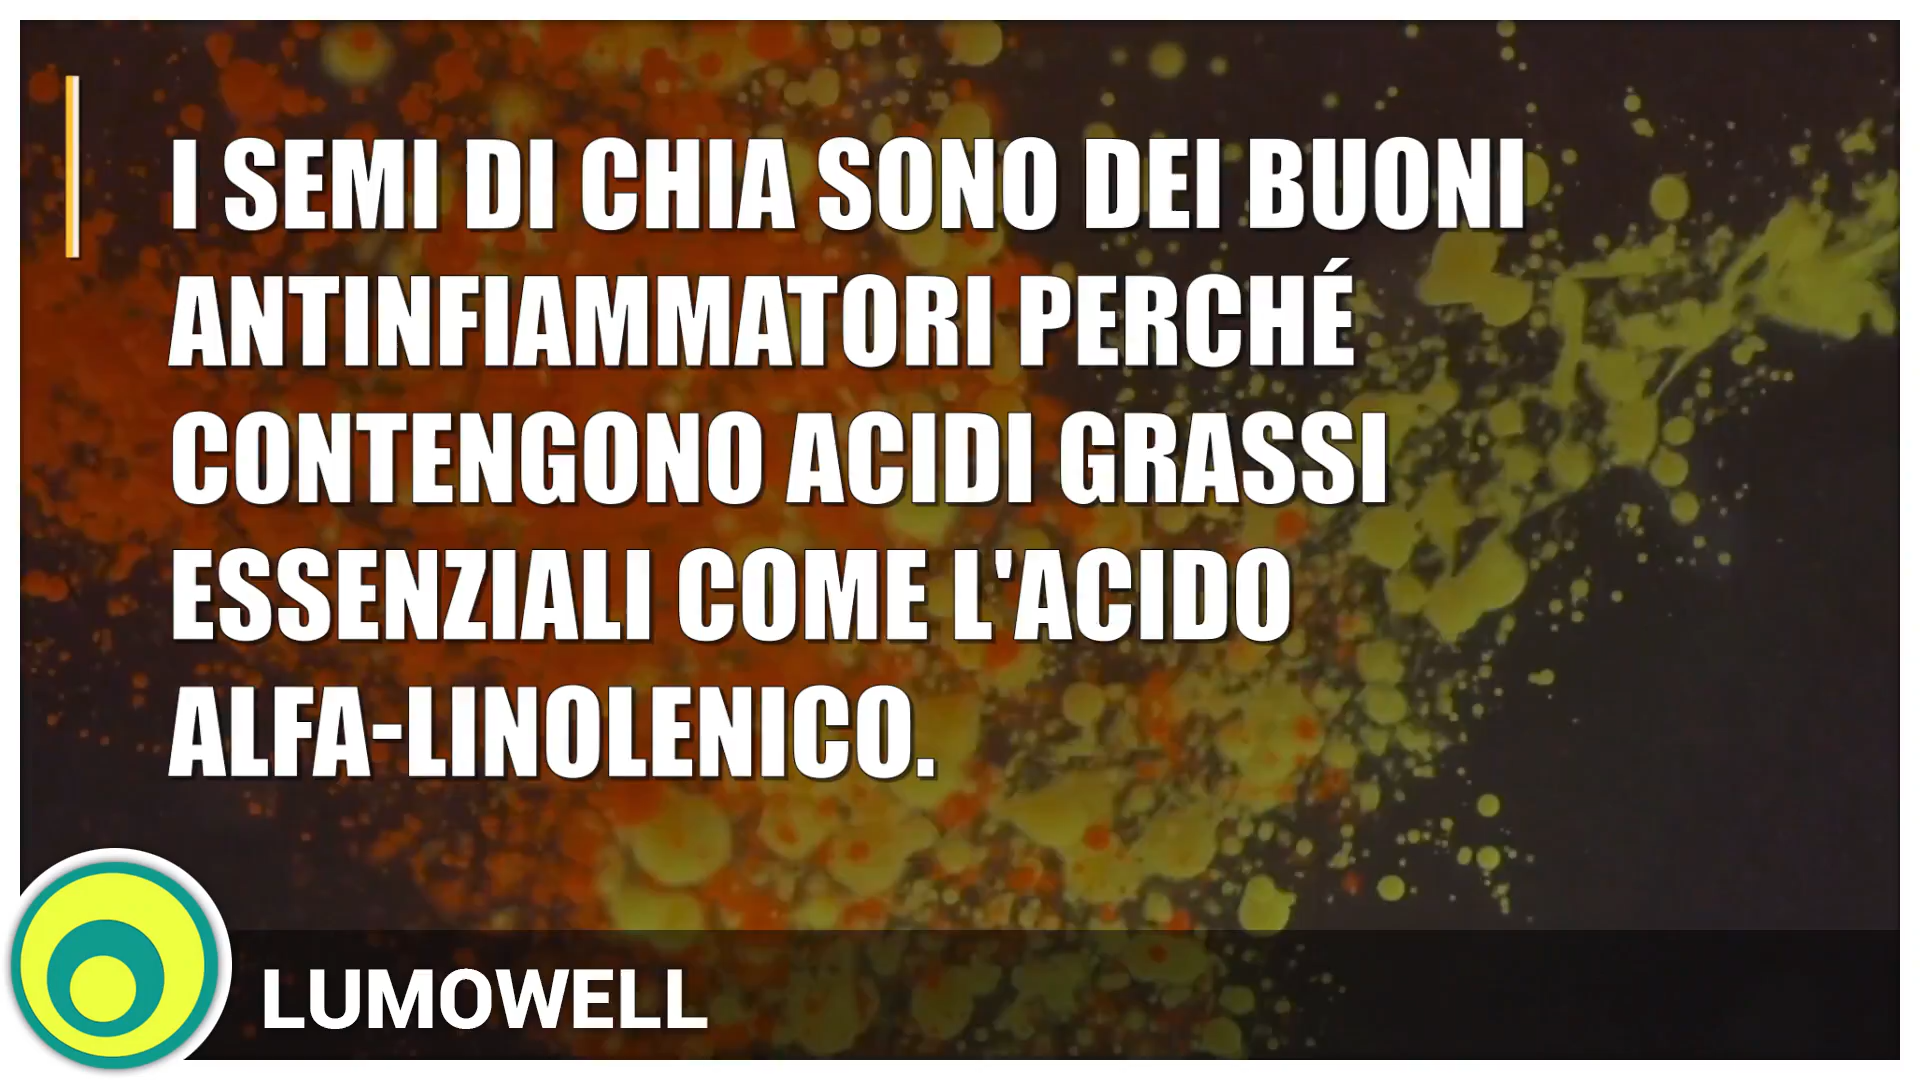 I SEMI DI CHIA SONO DEI BUONI
ANTINFIAMMATORI PERCHÉ
CONTENGONO ACIDI GRASSI
ESSENZIALI COME L'ACIDO
ALFA-LINOLENICO.
LUMOWELL